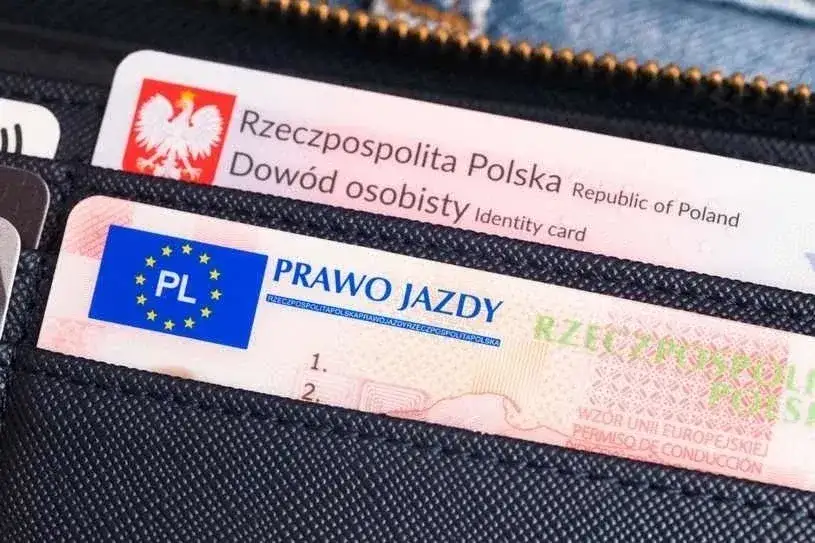 Rzeczpospolita Polska Republic of Poland
Dowód osobisty Identity card
PL
PRAWO JAZDY
RZECZPOSPOLITAPOLSKAPRAWOJAZDYRZECZPOSPOLITAPOLSKA
RZECZPOSPOLI
POLSK
1.
2.
WZÓR UNII EUROPEJSKIEJ
PERMISO DE CONDUCCIÓN